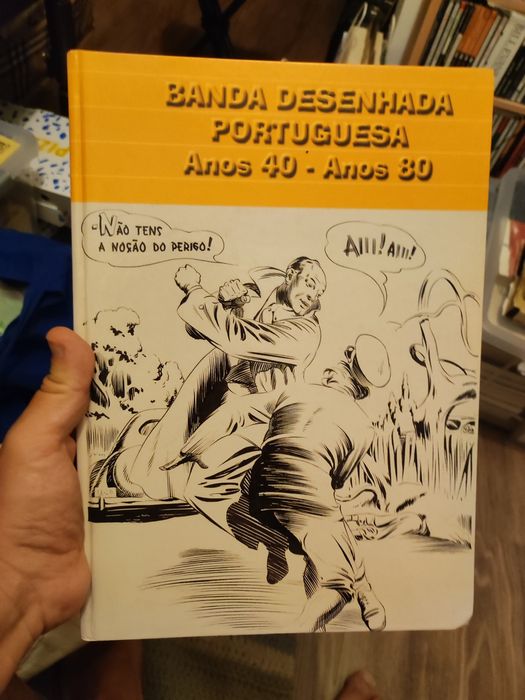 BANDA DESENHADA
PORTUGUESA
Anos 40 - Anos 80
-NÃO TENS
A NOSÃO DO PERIGO!
AIII! AIII!